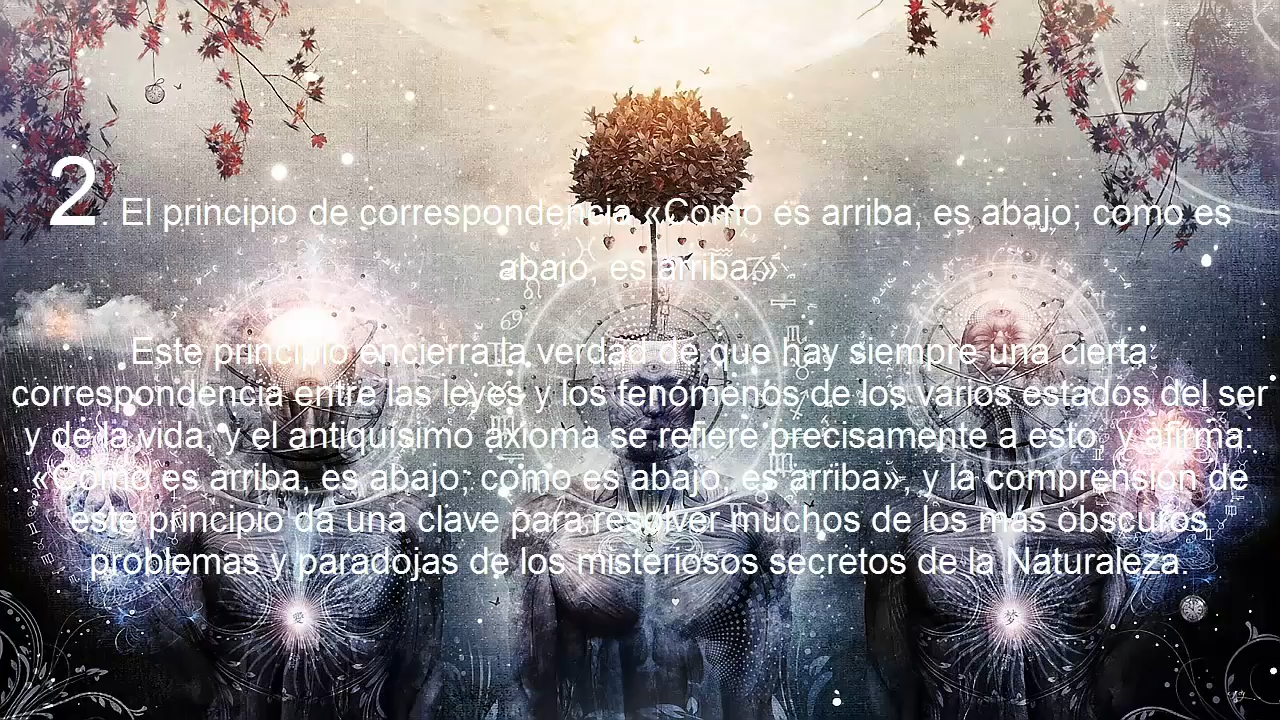 2. El principio de correspondencia «Como es arriba, es abajo; como es
abajo, es arriba.»
Este principio encierra la verdad de que hay siempre una cierta
correspondencia entre las leyes y los fenómenos de los varios estados del ser
y de la vida, y el antiquísimo axioma se refiere precisamente a esto, y afirma:
«Como es arriba, es abajo; como es abajo, es arriba», y la comprensión de
este principio da una clave para resolver muchos de los más obscuros
problemas y paradojas de los misteriosos secretos de la Naturaleza.
愛
夢